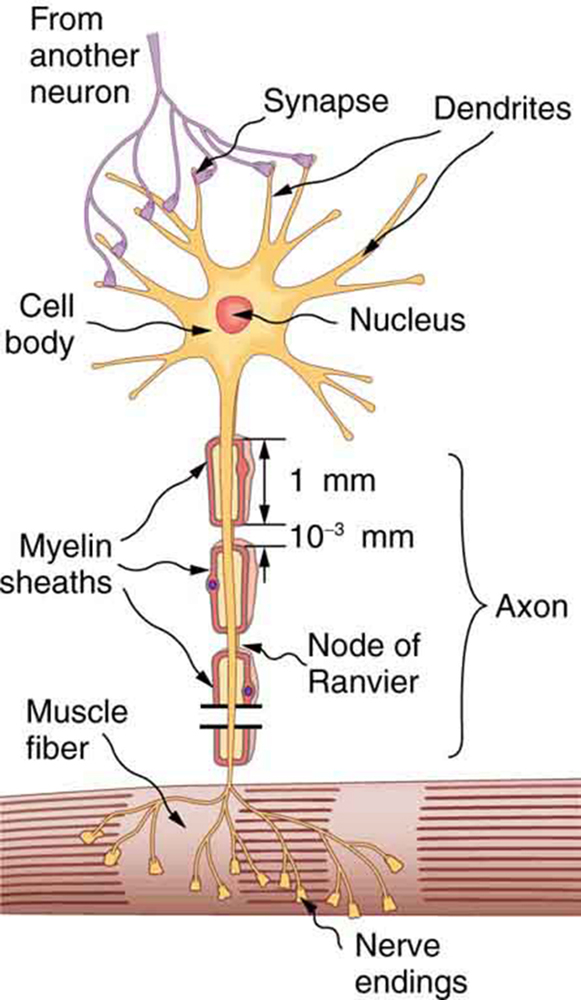 From
another
neuron
Synapse
Dendrites
Cell
body
Nucleus
1 mm
10⁻³ mm
Myelin
sheaths
Axon
Node of
Ranvier
Muscle
fiber
Nerve
endings